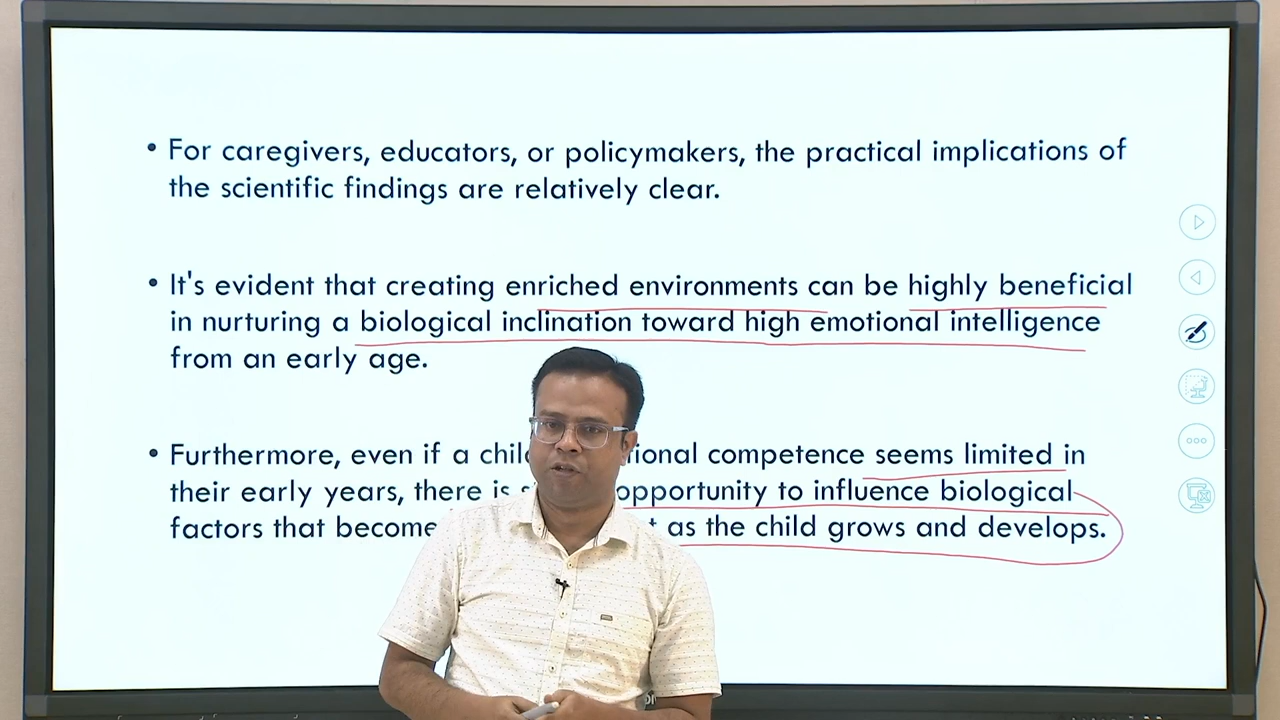 • For caregivers, educators, or policymakers, the practical implications of
the scientific findings are relatively clear.
• It's evident that creating enriched environments can be highly beneficial
in nurturing a biological inclination toward high emotional intelligence
from an early age.
• Furthermore, even if a competence seems limited in
their early years, there is opportunity to influence biological
factors that become as the child grows and develops.